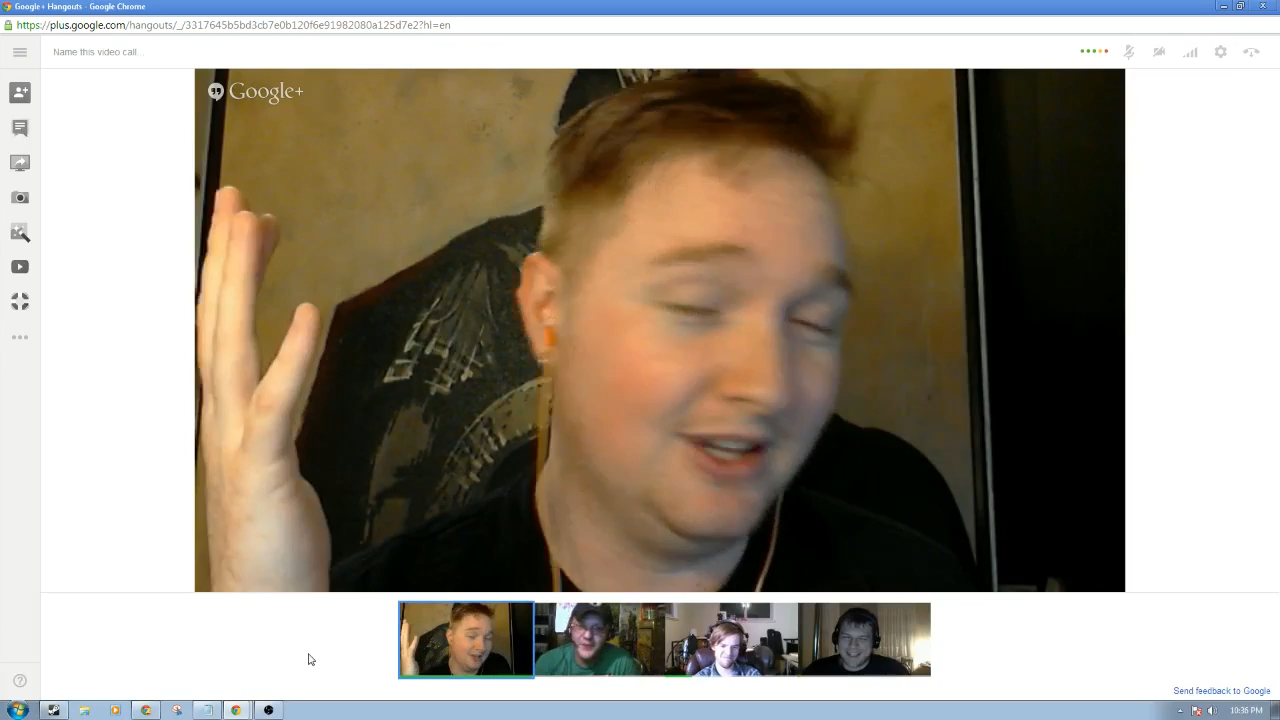 Google+ Hangouts - Google Chrome
https://plus.google.com/hangouts/_/3317645b5bd3cb7e0b120f6e91982080a125d7e2?hl=en
Name this video call...
Google+
Send feedback to Google
10:36 PM